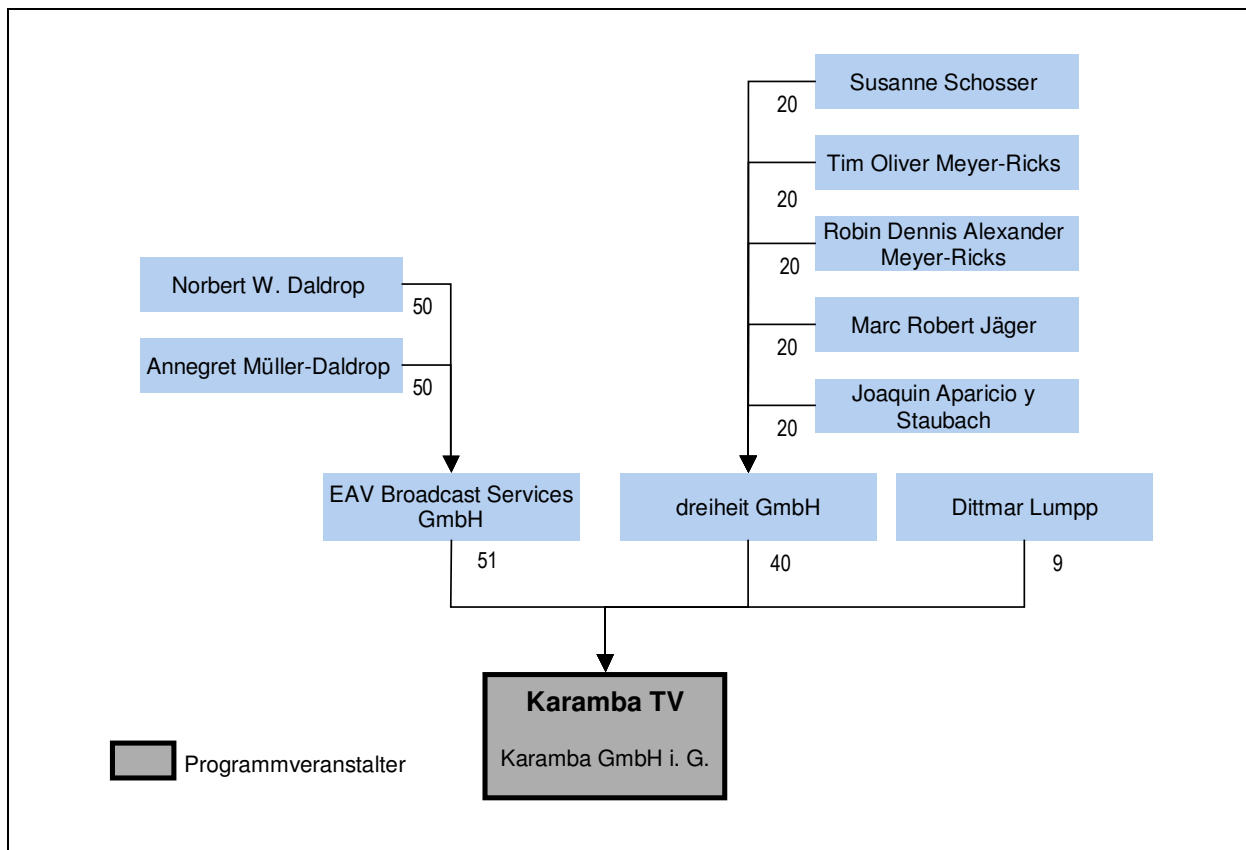 Susanne Schosser
20
Tim Oliver Meyer-Ricks
20
Robin Dennis Alexander
Meyer-Ricks
20
Norbert W. Daldrop
50
Marc Robert Jäger
20
Annegret Müller-Daldrop
50
Joaquin Aparicio y
Staubach
20
EAV Broadcast Services
GmbH
dreiheit GmbH
Dittmar Lumpp
51
40
9
Karamba TV
Karamba GmbH i. G.
Programmveranstalter